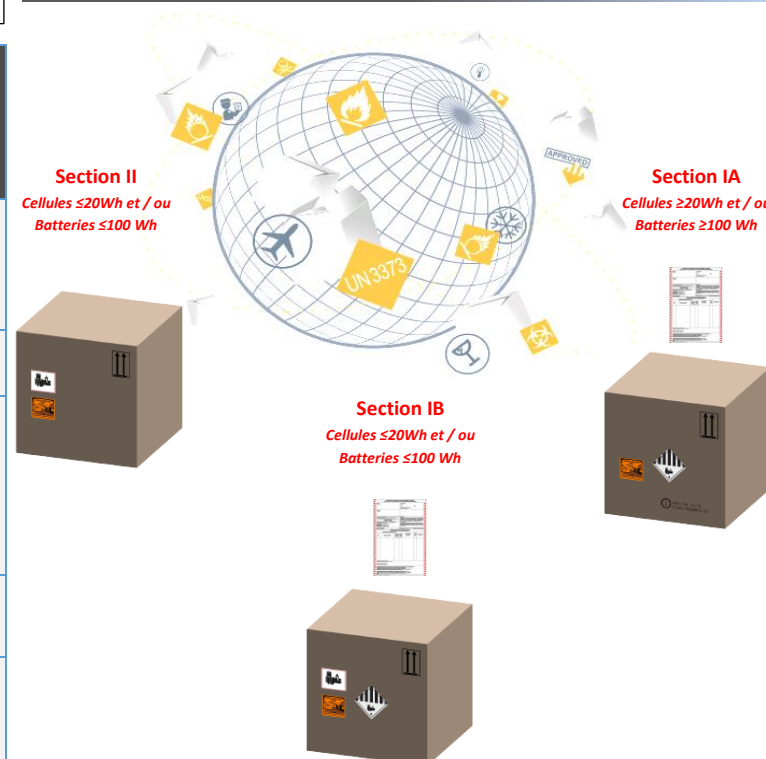 Section II
Cellules ≤20Wh et / ou
Batteries ≤100 Wh
APPROVED
UN3373
Section IA
Cellules ≥20Wh et / ou
Batteries ≥100 Wh
Section IB
Cellules ≤20Wh et / ou
Batteries ≤100 Wh